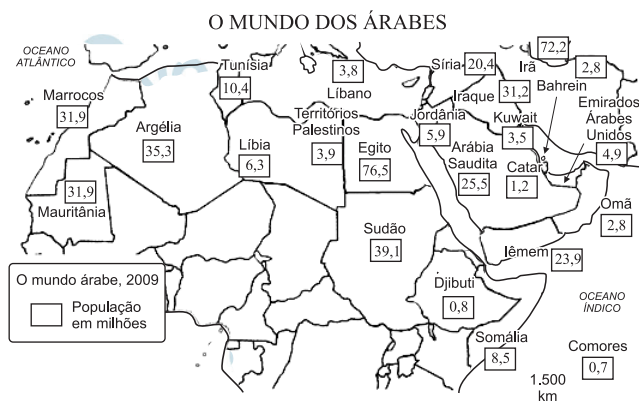 O MUNDO DOS ÁRABES
OCEANO
ATLÂNTICO
Marrocos
31,9
Tunísia
10,4
3,8
Líbano
Síria
20,4
72,2
Irã
2,8
Bahrein
Iraque
31,2
Argélia
35,3
Líbia
6,3
Territórios
Palestinos
3,9
Egito
76,5
Jordânia
5,9
Kuwait
3,5
Emirados
Árabes
Unidos
4,9
Arábia
Saudita
25,5
Catar
1,2
31,9
Mauritânia
Omã
2,8
Sudão
39,1
Iêmem
23,9
Djibuti
0,8
OCEANO
ÍNDICO
Somália
8,5
Comores
0,7
1.500
km
O mundo árabe, 2009
População
em milhões